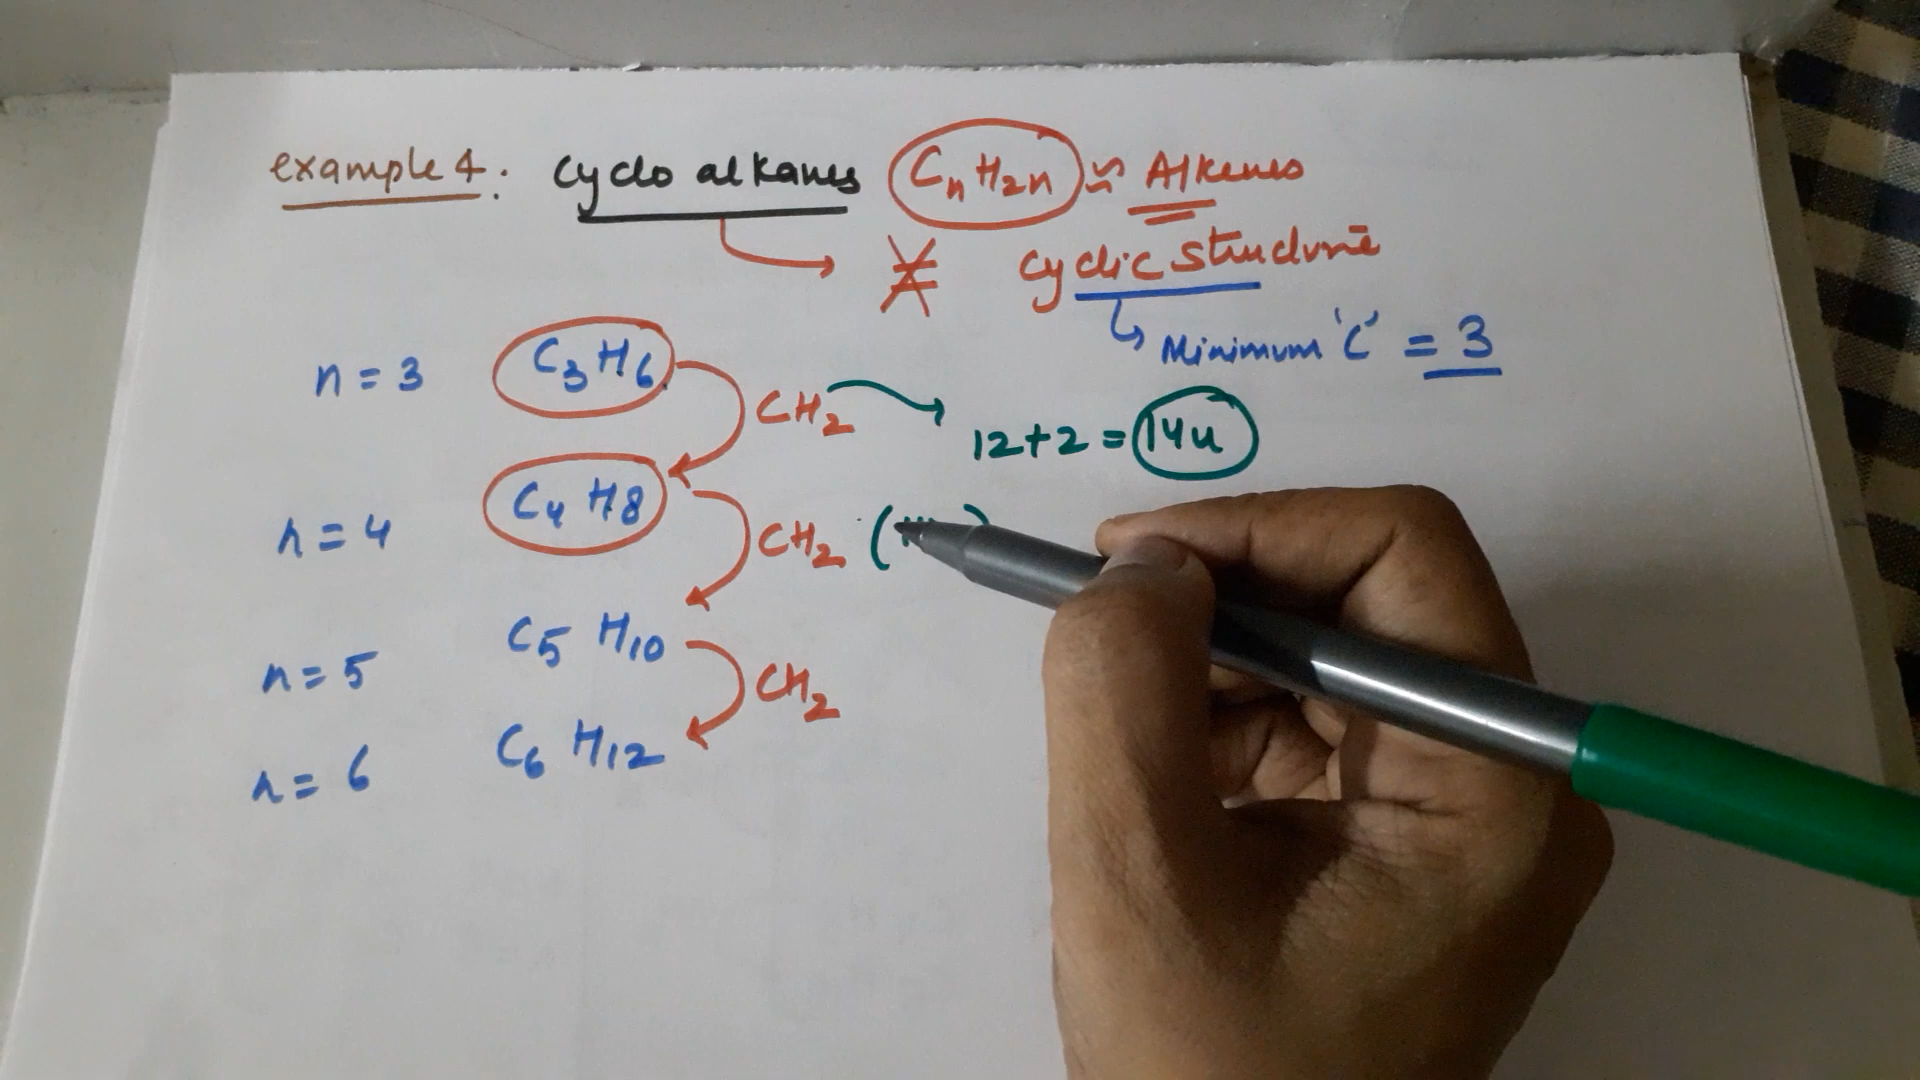 example 4: Cyclo alkanes CnH2n ≈ Alkenes
Cyclic structure
Minimum 'C' = 3
n = 3 C3H6
CH2 12+2 = 14u
n = 4 C4H8
CH2 (
n = 5 C5H10
CH2
n = 6 C6H12